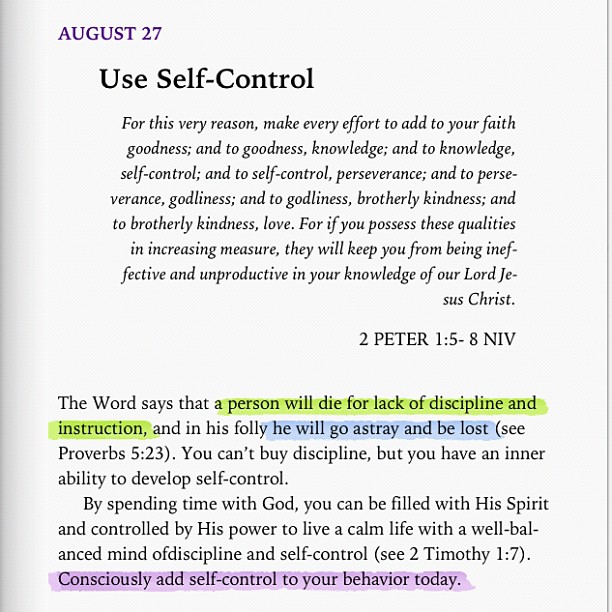 AUGUST 27
Use Self-Control
For this very reason, make every effort to add to your faith
goodness; and to goodness, knowledge; and to knowledge,
self-control; and to self-control, perseverance; and to perse-
verance, godliness; and to godliness, brotherly kindness; and
to brotherly kindness, love. For if you possess these qualities
in increasing measure, they will keep you from being inef-
fective and unproductive in your knowledge of our Lord Je-
sus Christ.
2 PETER 1:5- 8 NIV
The Word says that a person will die for lack of discipline and
instruction, and in his folly he will go astray and be lost (see
Proverbs 5:23). You can’t buy discipline, but you have an inner
ability to develop self-control.
By spending time with God, you can be filled with His Spirit
and controlled by His power to live a calm life with a well-bal-
anced mind ofdiscipline and self-control (see 2 Timothy 1:7).
Consciously add self-control to your behavior today.